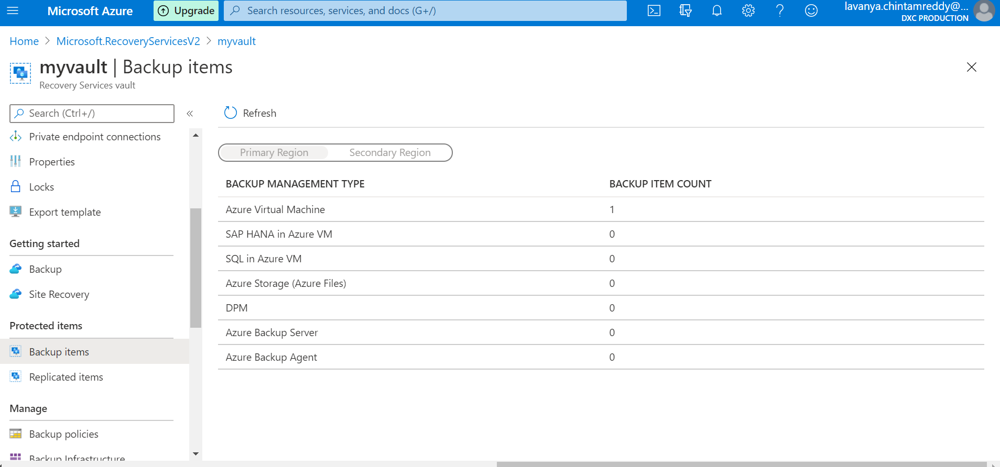 Microsoft Azure
Upgrade
Search resources, services, and docs (G+/)
lavanya.chintamreddy@...
DXC PRODUCTION
Home > Microsoft.RecoveryServicesV2 > myvault
myvault | Backup items
Recovery Services vault
Search (Ctrl+/)
«
Private endpoint connections
Properties
Locks
Export template
Getting started
Backup
Site Recovery
Protected items
Backup items
Replicated items
Manage
Backup policies
Backup Infrastructure
Refresh
Primary Region Secondary Region
BACKUP MANAGEMENT TYPE BACKUP ITEM COUNT
Azure Virtual Machine 1
SAP HANA in Azure VM 0
SQL in Azure VM 0
Azure Storage (Azure Files) 0
DPM 0
Azure Backup Server 0
Azure Backup Agent 0